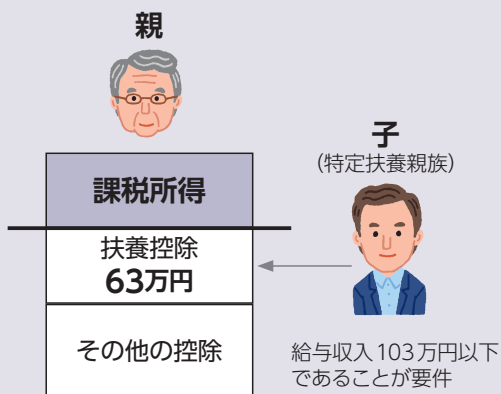 親
子
(特定扶養親族)
課税所得
扶養控除
63万円
その他の控除
給与収入103万円以下
であることが要件